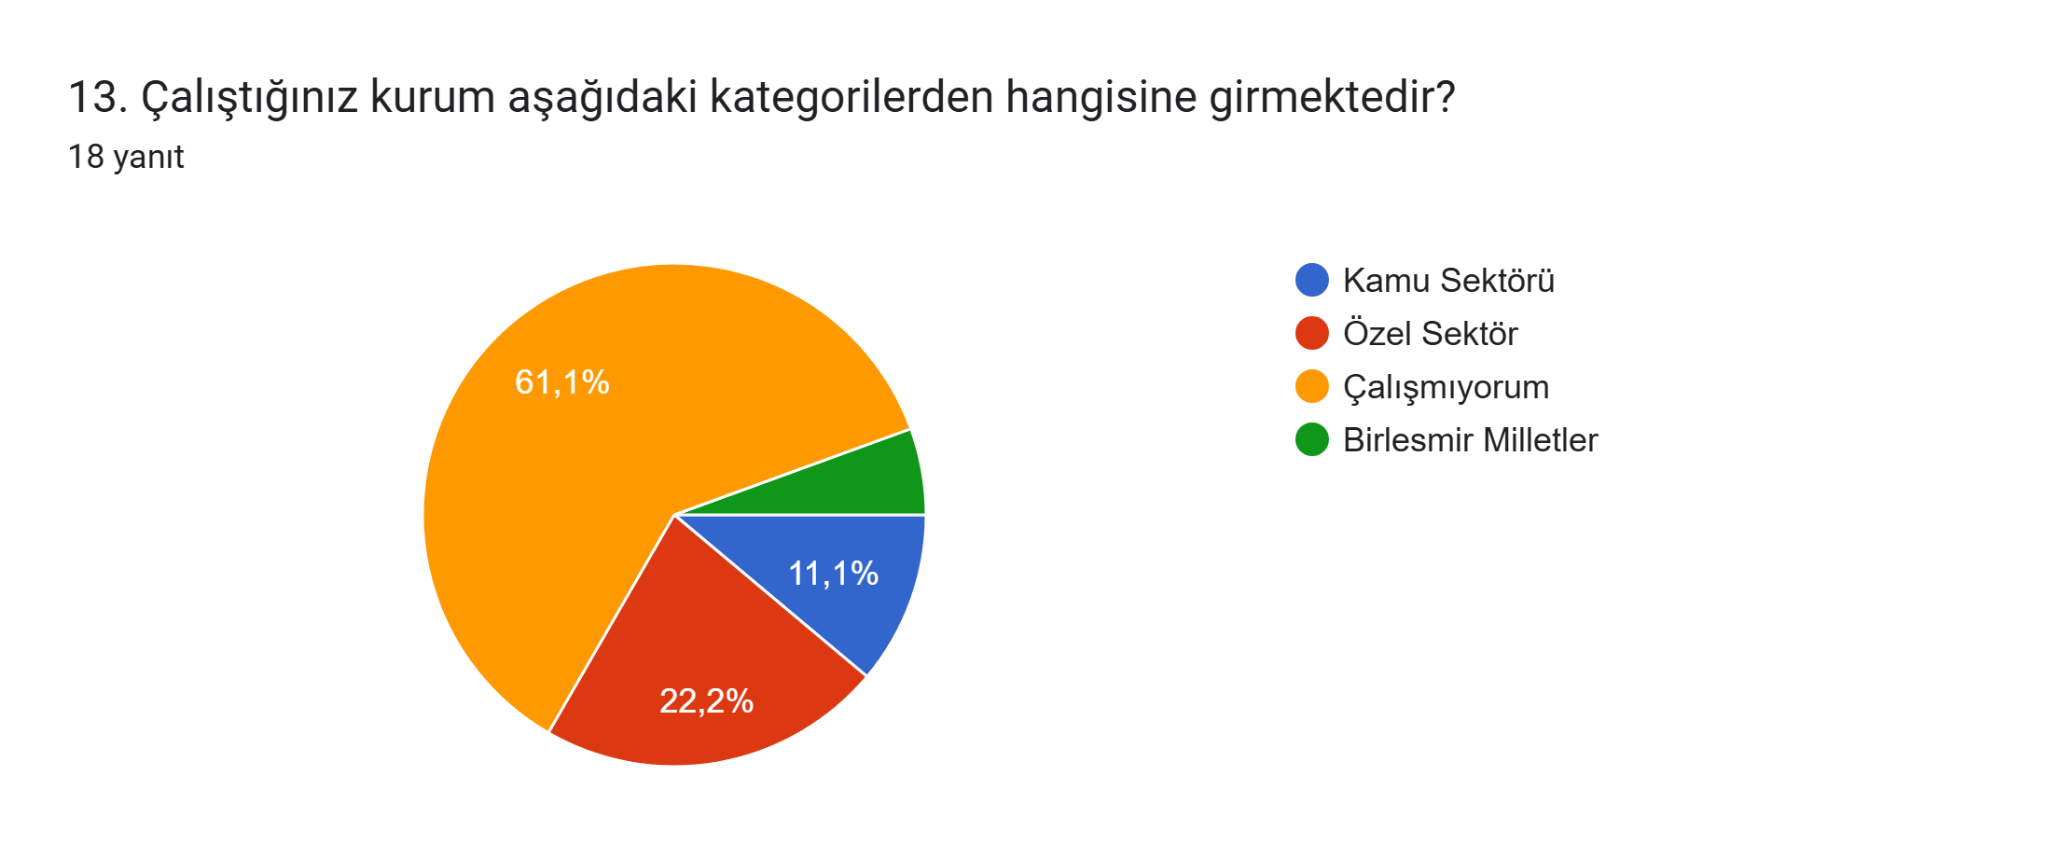 13. Çalıştığınız kurum aşağıdaki kategorilerden hangisine girmektedir?
18 yanıt
Kamu Sektörü
Özel Sektör
Çalışmıyorum
Birlesmir Milletler
61,1%
11,1%
22,2%